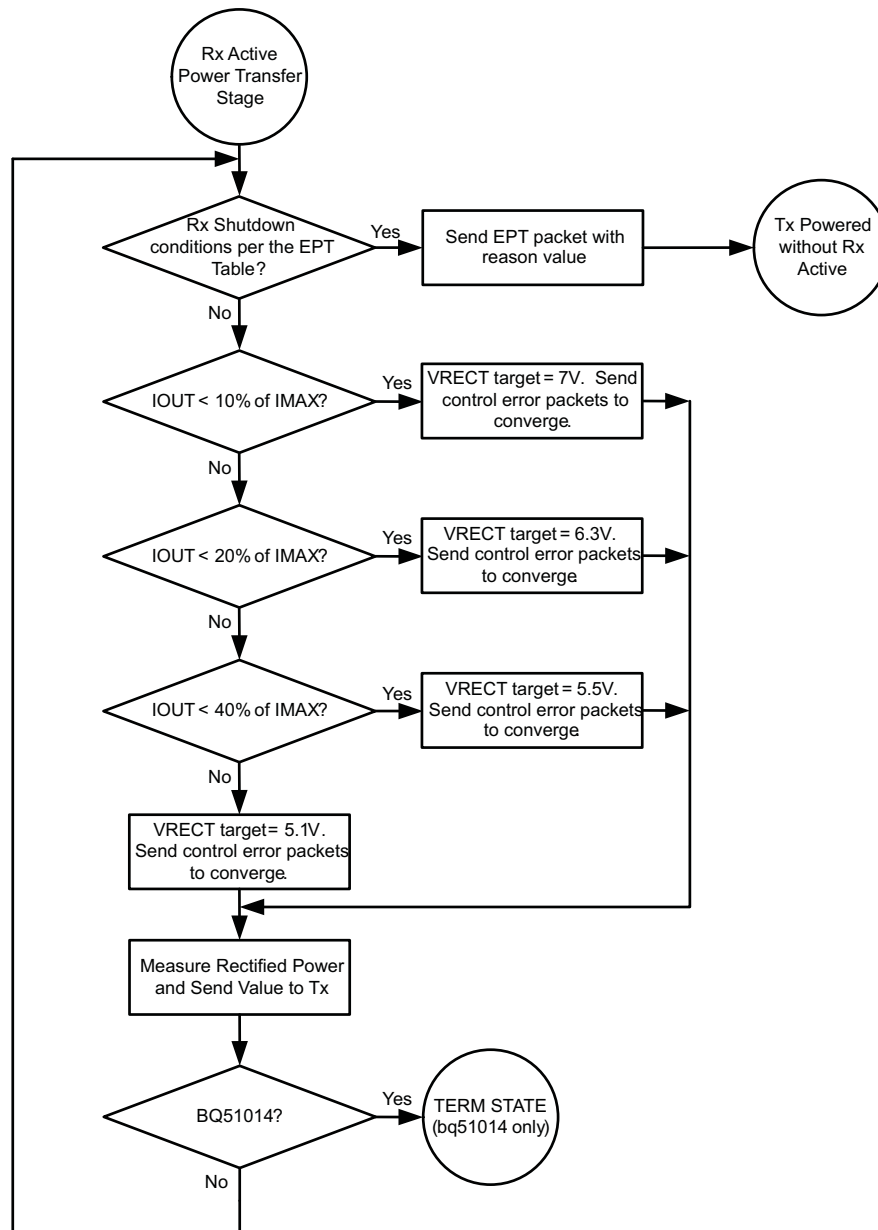 Rx Active
Power Transfer
Stage
Rx Shutdown
conditions per the EPT
Table?
Yes
Send EPT packet with
reason value
Tx Powered
without Rx
Active
No
IOUT < 10% of IMAX?
Yes
VRECT target = 7V. Send
control error packets to
converge.
No
IOUT < 20% of IMAX?
Yes
VRECT target = 6.3V.
Send control error packets
to converge.
No
IOUT < 40% of IMAX?
Yes
VRECT target = 5.5V.
Send control error packets
to converge.
No
VRECT target = 5.1V.
Send control error packets
to converge.
Measure Rectified Power
and Send Value to Tx
BQ51014?
Yes
TERM STATE
(bq51014 only)
No